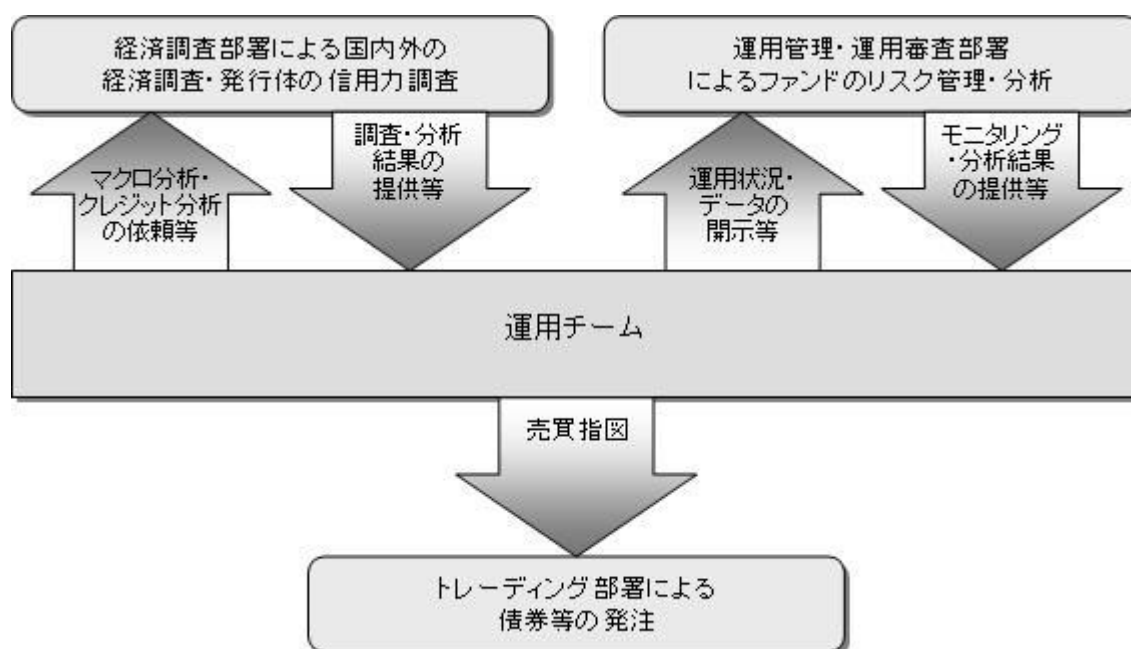 経済調査部署による国内外の
経済調査・発行体の信用力調査
運用管理・運用審査部署
によるファンドのリスク管理・分析
マクロ分析・
クレジット分析
の依頼等
調査・分析
結果の
提供等
運用状況・
データの
開示等
モニタリング
・分析結果
の提供等
運用チーム
売買指図
トレーディング部署による
債券等の発注